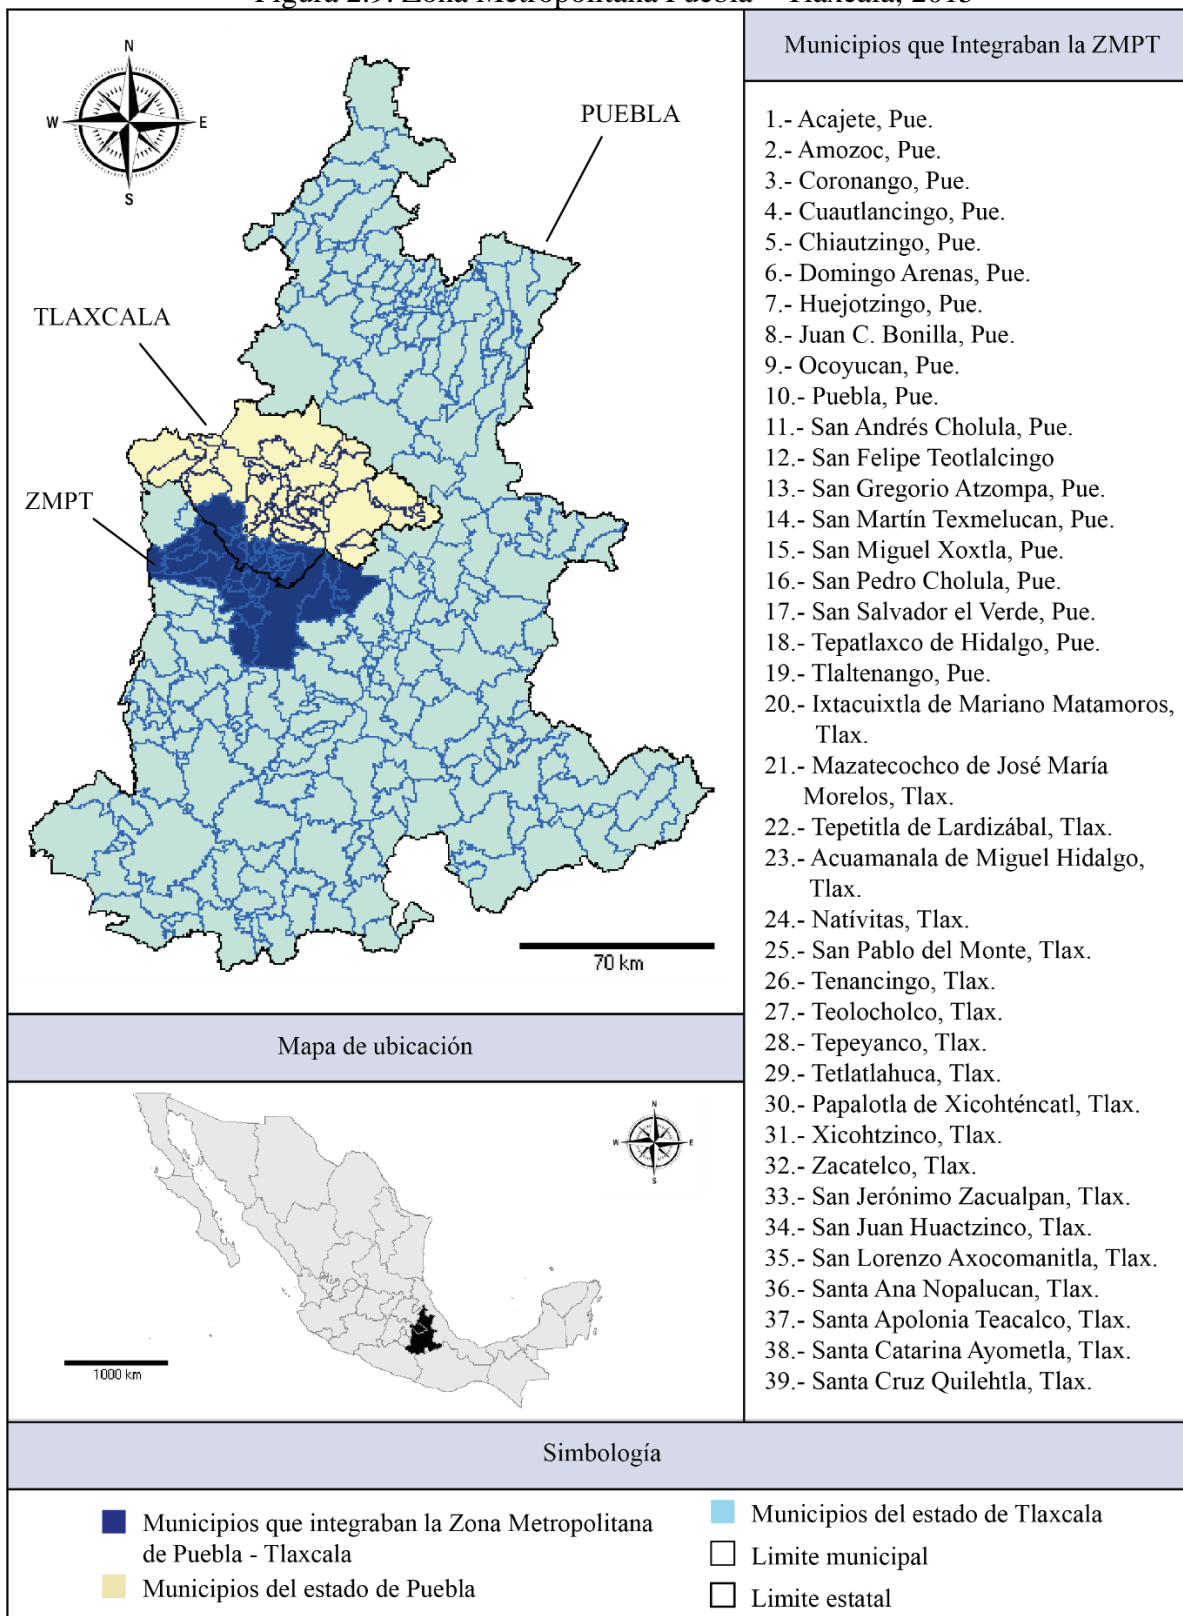 Figura 2.9. Zona Metropolitana Puebla – Tlaxcala, 2015
N
W
E
S
PUEBLA
TLAXCALA
ZMPT
70 km
Mapa de ubicación
N
W
E
S
1000 km
Municipios que Integraban la ZMPT
1.- Acajete, Pue.
2.- Amozoc, Pue.
3.- Coronango, Pue.
4.- Cuautlancingo, Pue.
5.- Chiautzingo, Pue.
6.- Domingo Arenas, Pue.
7.- Huejotzingo, Pue.
8.- Juan C. Bonilla, Pue.
9.- Ocoyucan, Pue.
10.- Puebla, Pue.
11.- San Andrés Cholula, Pue.
12.- San Felipe Teotlalcingo
13.- San Gregorio Atzompa, Pue.
14.- San Martín Texmelucan, Pue.
15.- San Miguel Xoxtla, Pue.
16.- San Pedro Cholula, Pue.
17.- San Salvador el Verde, Pue.
18.- Tepatlaxco de Hidalgo, Pue.
19.- Tlaltenango, Pue.
20.- Ixtacuixtla de Mariano Matamoros,
Tlax.
21.- Mazatecochco de José María
Morelos, Tlax.
22.- Tepetitla de Lardizábal, Tlax.
23.- Acuamanala de Miguel Hidalgo,
Tlax.
24.- Natívitas, Tlax.
25.- San Pablo del Monte, Tlax.
26.- Tenancingo, Tlax.
27.- Teolocholco, Tlax.
28.- Tepeyanco, Tlax.
29.- Tetlatlahuca, Tlax.
30.- Papalotla de Xicohténcatl, Tlax.
31.- Xicohtzinco, Tlax.
32.- Zacatelco, Tlax.
33.- San Jerónimo Zacualpan, Tlax.
34.- San Juan Huactzinco, Tlax.
35.- San Lorenzo Axocomanitla, Tlax.
36.- Santa Ana Nopalucan, Tlax.
37.- Santa Apolonia Teacalco, Tlax.
38.- Santa Catarina Ayometla, Tlax.
39.- Santa Cruz Quilehtla, Tlax.
Simbología
Municipios que integraban la Zona Metropolitana
de Puebla - Tlaxcala
Municipios del estado de Puebla
Municipios del estado de Tlaxcala
Limite municipal
Limite estatal